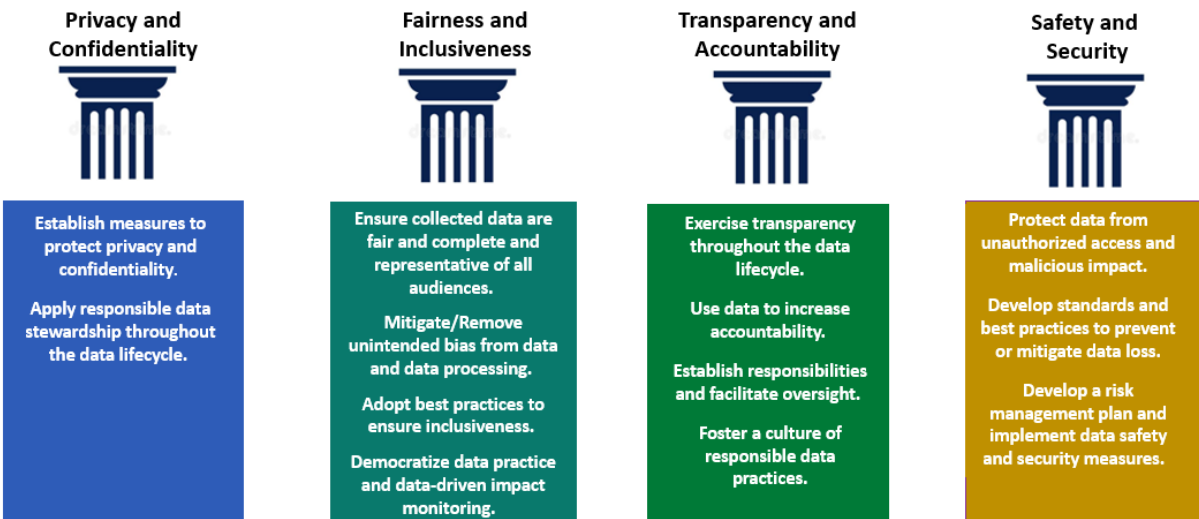 Privacy and
Confidentiality
Establish measures to
protect privacy and
confidentiality.
Apply responsible data
stewardship throughout
the data lifecycle.
Fairness and
Inclusiveness
Ensure collected data are
fair and complete and
representative of all
audiences.
Mitigate/Remove
unintended bias from data
and data processing.
Adopt best practices to
ensure inclusiveness.
Democratize data practice
and data-driven impact
monitoring.
Transparency and
Accountability
Exercise transparency
throughout the data
lifecycle.
Use data to increase
accountability.
Establish responsibilities
and facilitate oversight.
Foster a culture of
responsible data
practices.
Safety and
Security
Protect data from
unauthorized access and
malicious impact.
Develop standards and
best practices to prevent
or mitigate data loss.
Develop a risk
management plan and
implement data safety
and security measures.